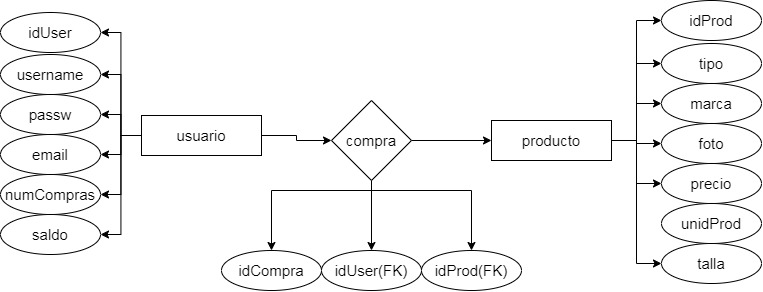 idUser
username
passw
email
numCompras
saldo
usuario
compra
idCompra
idUser(FK)
idProd(FK)
producto
idProd
tipo
marca
foto
precio
unidProd
talla